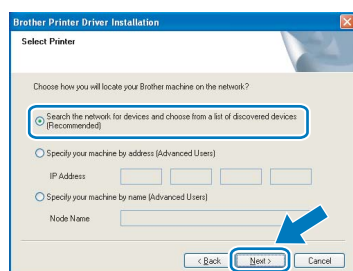 Brother Printer Driver Installation
Select Printer
Choose how you will locate your Brother machine on the network?
Search the network for devices and choose from a list of discovered devices
(Recommended)
Specify your machine by address (Advanced Users)
IP Address
Specify your machine by name (Advanced Users)
Node Name
< Back
Next >
Cancel